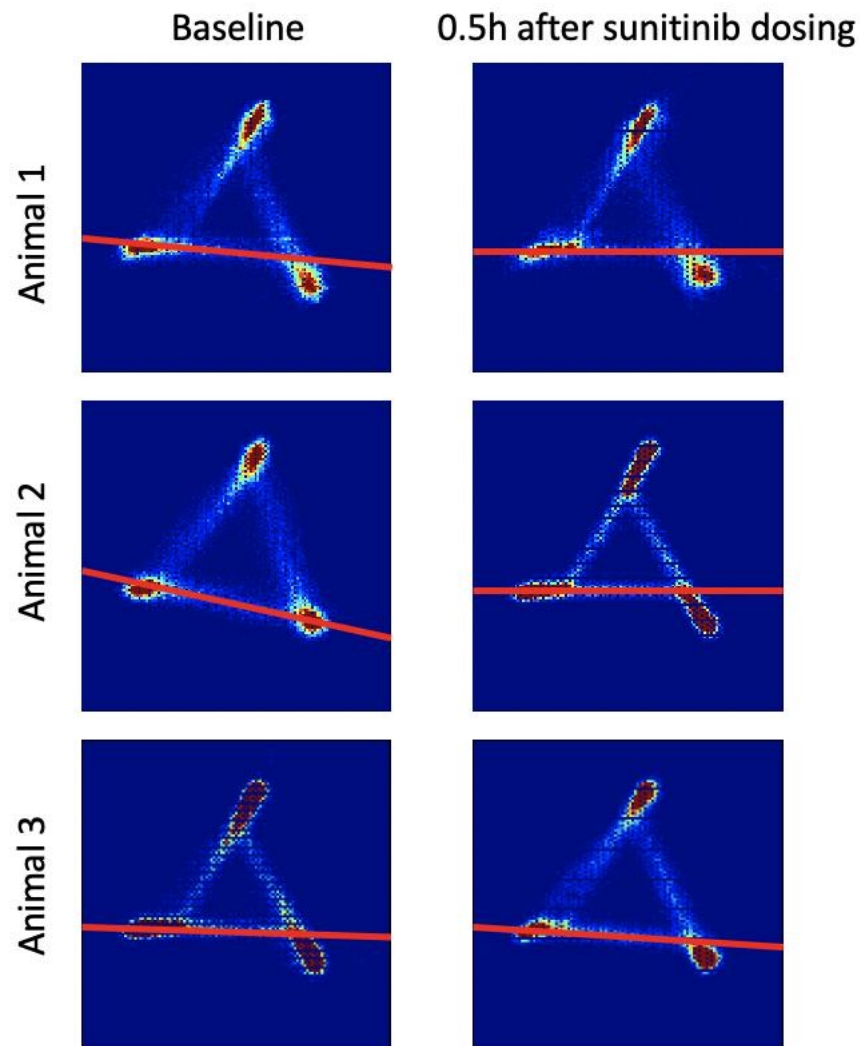 Baseline
0.5h after sunitinib dosing
Animal 1
Animal 2
Animal 3